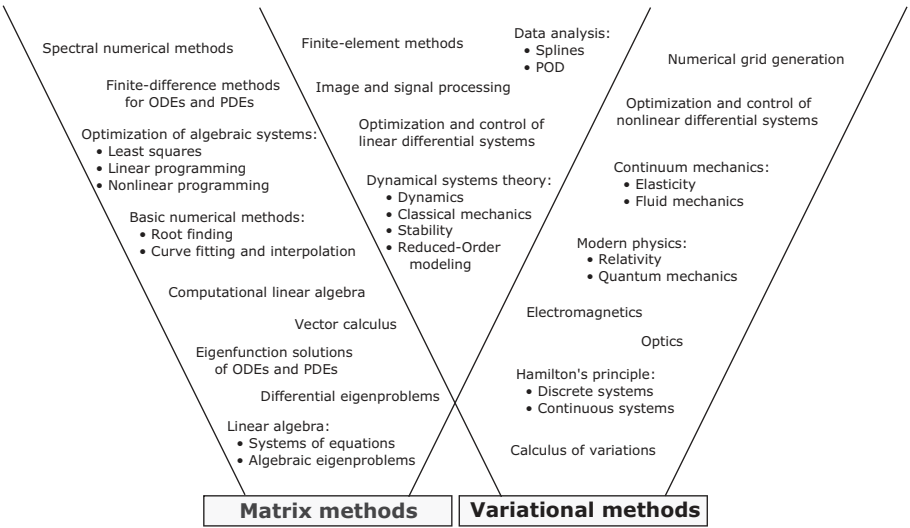 Spectral numerical methods
Finite-difference methods
for ODEs and PDEs
Optimization of algebraic systems:
• Least squares
• Linear programming
• Nonlinear programming
Basic numerical methods:
• Root finding
• Curve fitting and interpolation
Computational linear algebra
Vector calculus
Eigenfunction solutions
of ODEs and PDEs
Differential eigenproblems
Linear algebra:
• Systems of equations
• Algebraic eigenproblems
Finite-element methods
Data analysis:
• Splines
• POD
Image and signal processing
Optimization and control of
linear differential systems
Dynamical systems theory:
• Dynamics
• Classical mechanics
• Stability
• Reduced-Order
modeling
Numerical grid generation
Optimization and control of
nonlinear differential systems
Continuum mechanics:
• Elasticity
• Fluid mechanics
Modern physics:
• Relativity
• Quantum mechanics
Electromagnetics
Optics
Hamilton's principle:
• Discrete systems
• Continuous systems
Calculus of variations
Matrix methods
Variational methods